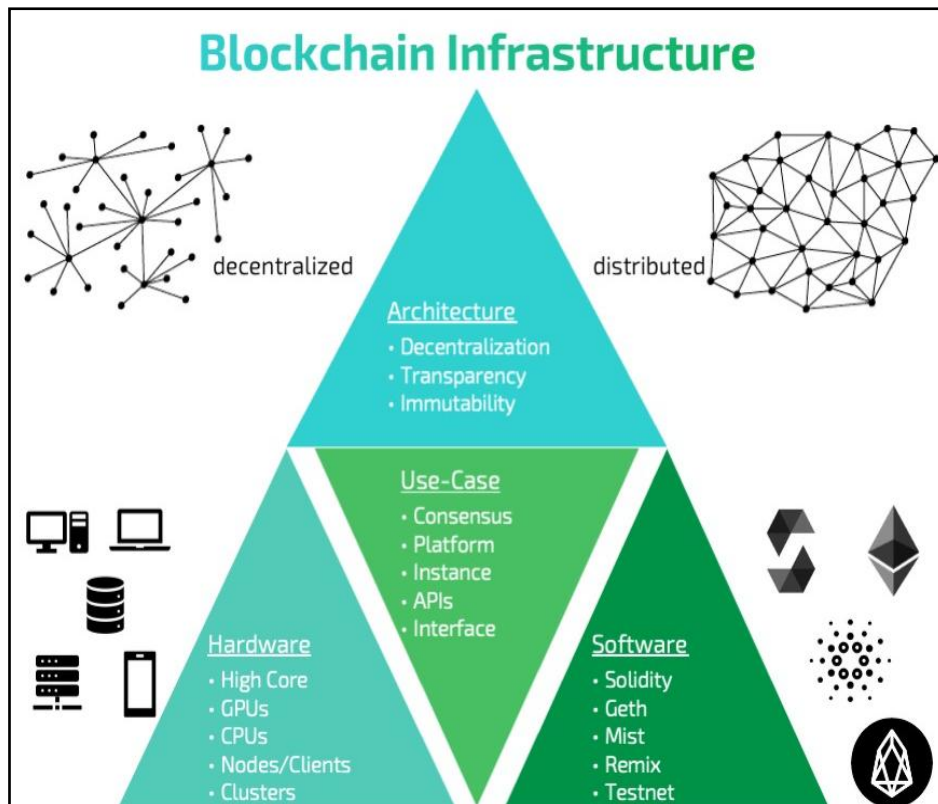 Blockchain Infrastructure
decentralized
distributed
Architecture
• Decentralization
• Transparency
• Immutability
Use-Case
• Consensus
• Platform
• Instance
• APIs
• Interface
Hardware
• High Core
• GPUs
• CPUs
• Nodes/Clients
• Clusters
Software
• Solidity
• Geth
• Mist
• Remix
• Testnet